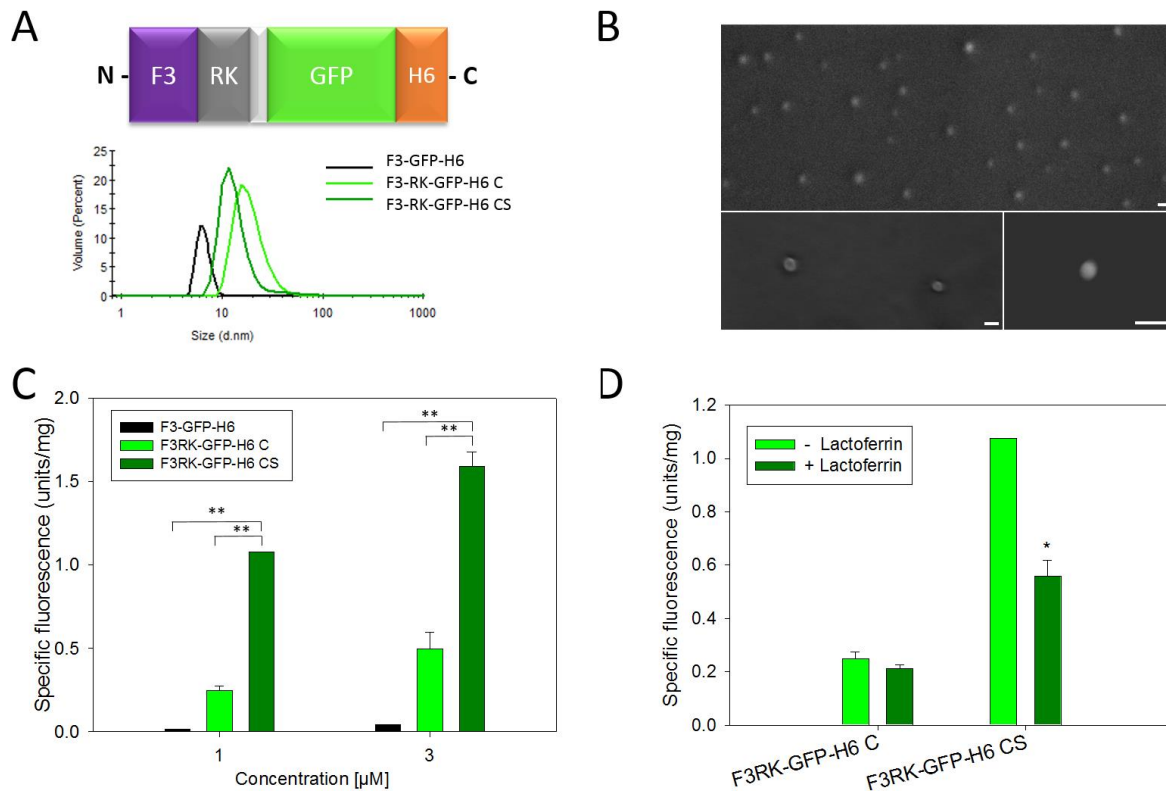 A
N - F3 RK GFP H6 - C
25
20
15
10
5
0
Volume (Percent)
1 10 100 1000
Size (d.nm)
F3-GFP-H6
F3-RK-GFP-H6 C
F3-RK-GFP-H6 CS
B
C
2.0
1.5
1.0
0.5
0.0
Specific fluorescence (units/mg)
F3-GFP-H6
F3RK-GFP-H6 C
F3RK-GFP-H6 CS
**
**
**
**
1 3
Concentration [µM]
D
1.2
1.0
0.8
0.6
0.4
0.2
0.0
Specific fluorescence (units/mg)
- Lactoferrin
+ Lactoferrin
*
F3RK-GFP-H6 C
F3RK-GFP-H6 CS